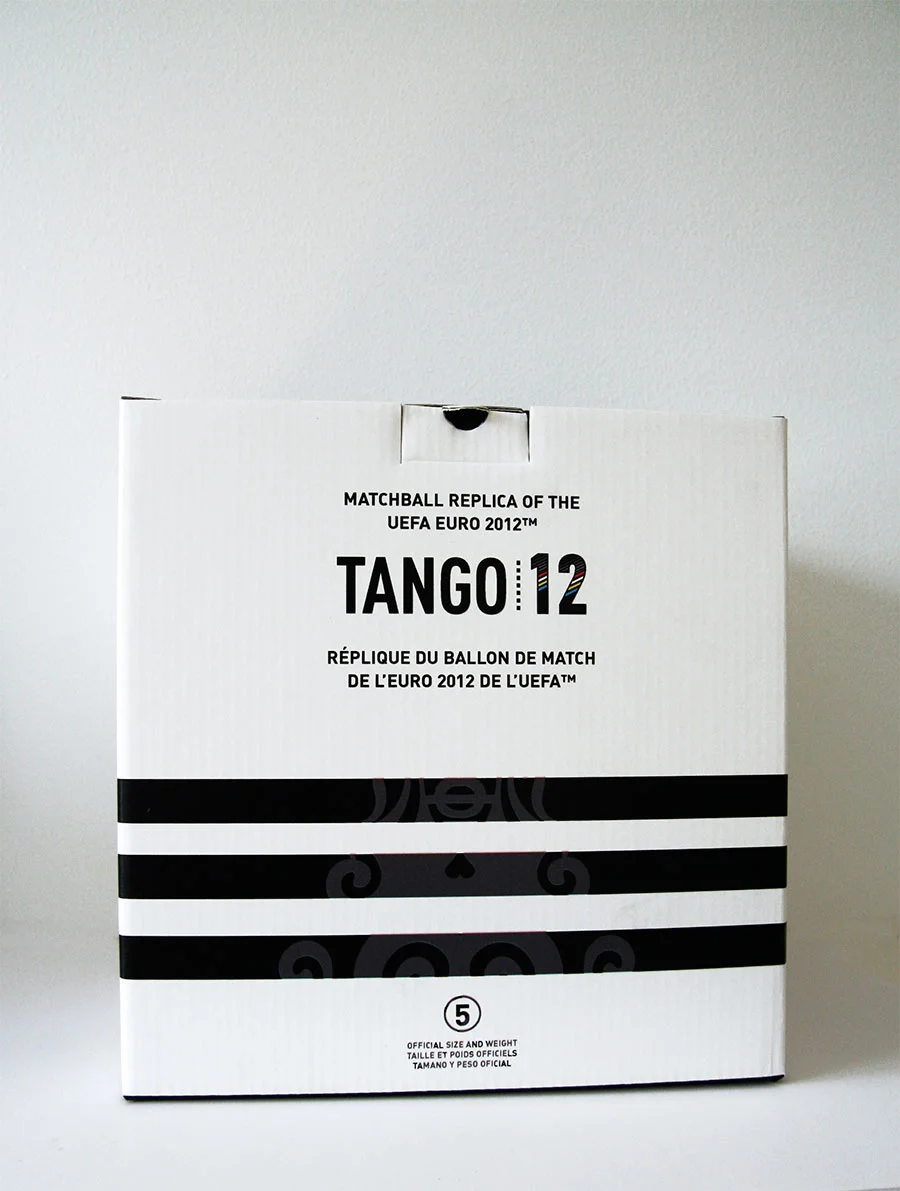 MATCHBALL REPLICA OF THE
UEFA EURO 2012™
TANGO 12
RÉPLIQUE DU BALLON DE MATCH
DE L'EURO 2012 DE L'UEFA™
5
OFFICIAL SIZE AND WEIGHT
TAILLE ET POIDS OFFICIELS
TAMANO Y PESO OFICIAL